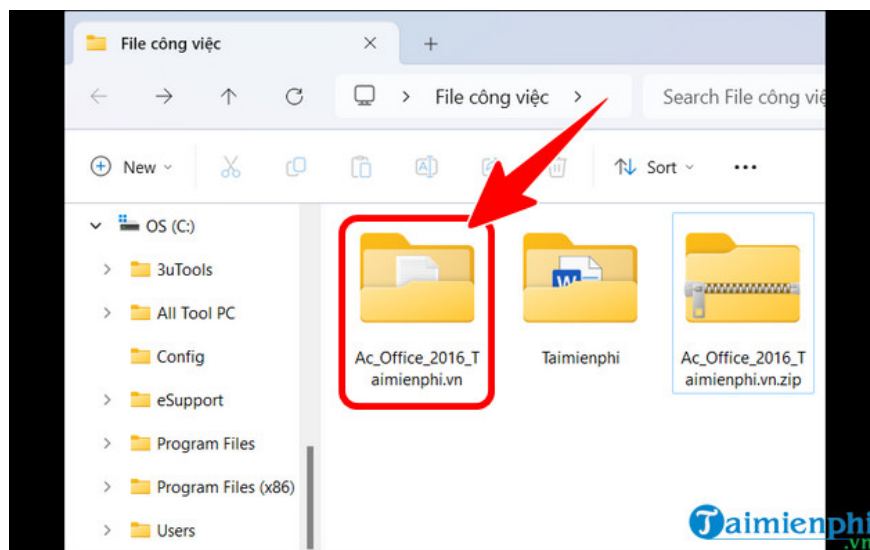 File công việc
File công việc
Search File công việ
New
Sort
OS (C:)
3uTools
All Tool PC
Config
eSupport
Program Files
Program Files (x86)
Users
Ac_Office_2016_T
aimienphi.vn
Taimienphi
Ac_Office_2016_T
aimienphi.vn.zip
Taimienphi
.vn